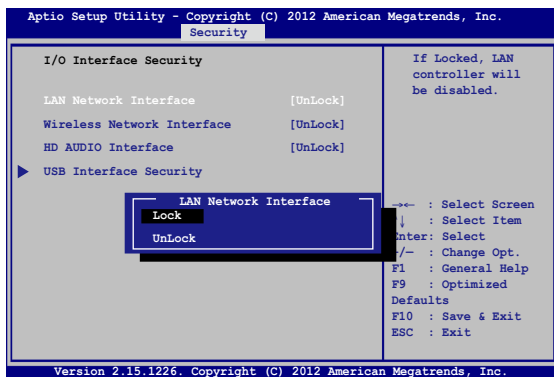 Aptio Setup Utility - Copyright (C) 2012 American Megatrends, Inc.
Security
I/O Interface Security
LAN Network Interface [UnLock]
Wireless Network Interface [UnLock]
HD AUDIO Interface [UnLock]
USB Interface Security
LAN Network Interface
Lock
UnLock
If Locked, LAN
controller will
be disabled.
→← : Select Screen
↓ : Select Item
Enter: Select
/— : Change Opt.
F1 : General Help
F9 : Optimized
Defaults
F10 : Save & Exit
ESC : Exit
Version 2.15.1226. Copyright (C) 2012 American Megatrends, Inc.